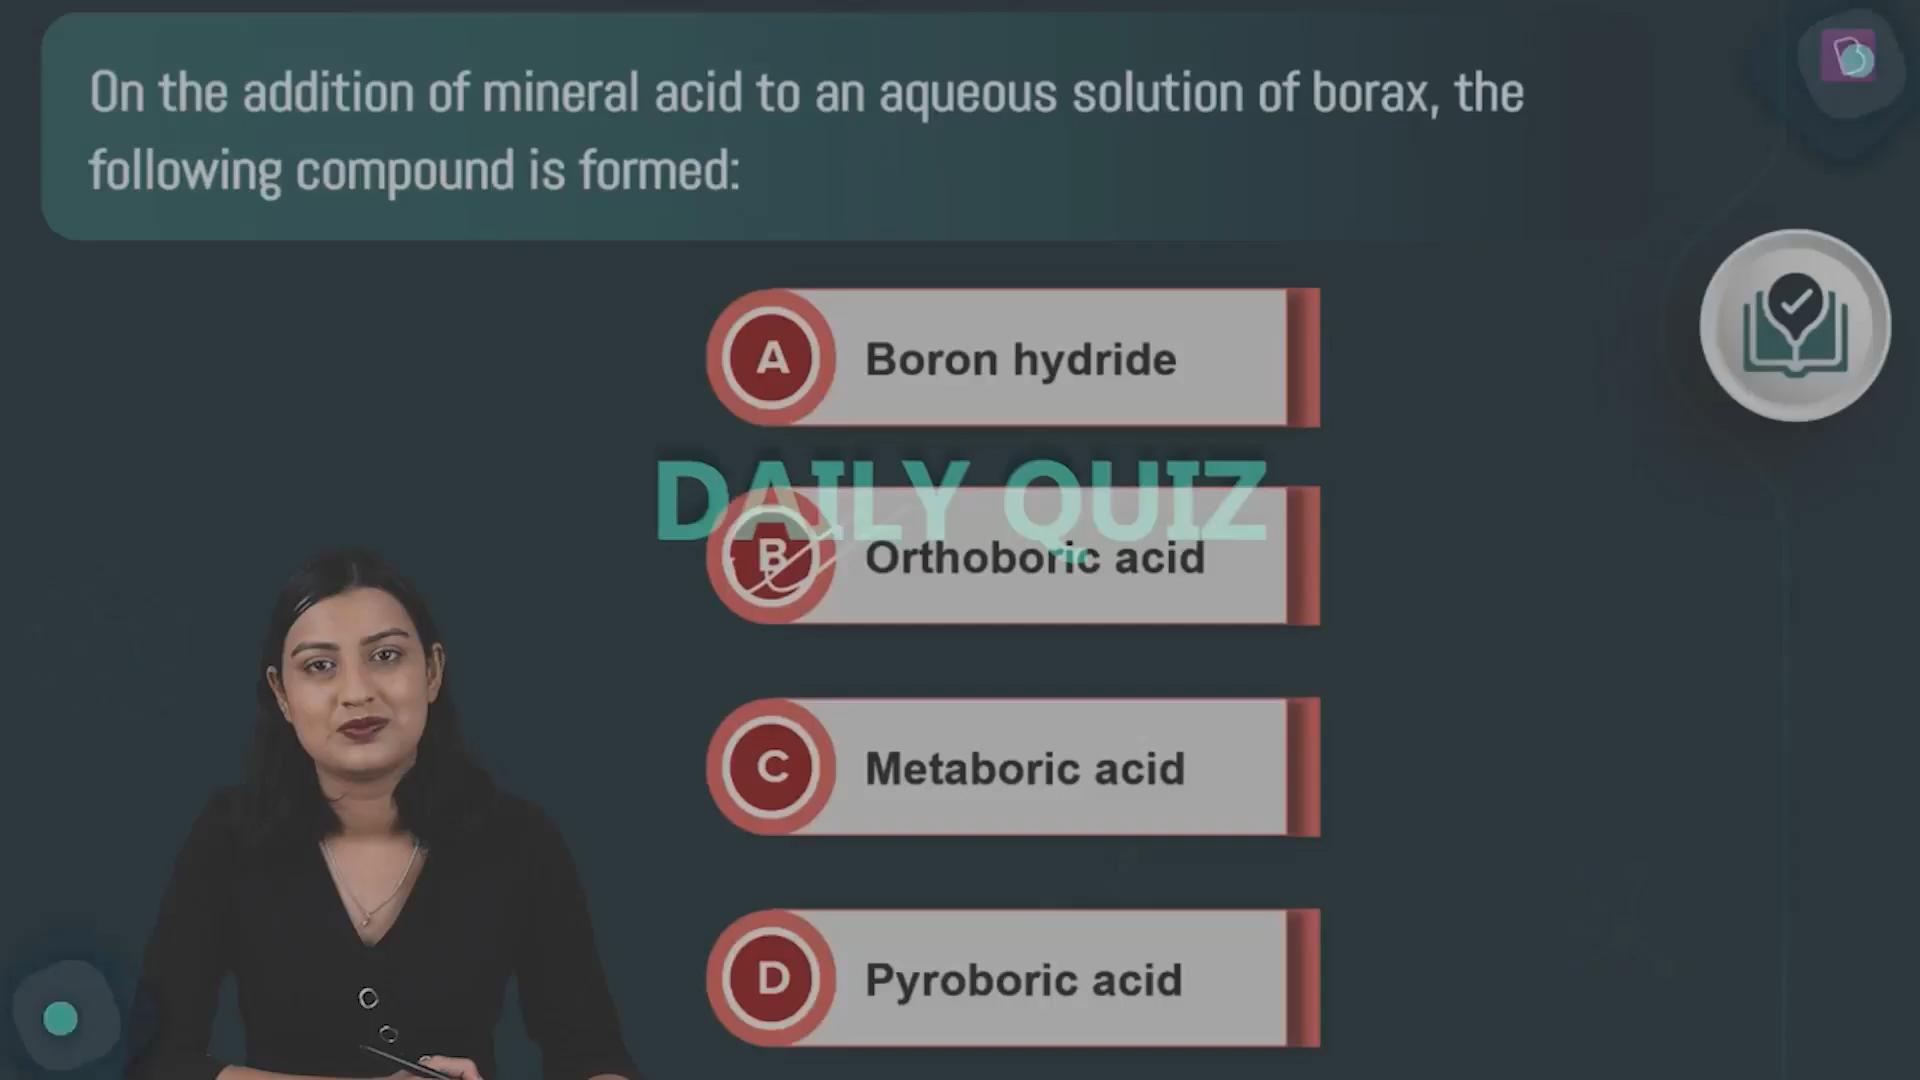 On the addition of mineral acid to an aqueous solution of borax, the
following compound is formed:
A Boron hydride
DAILY QUIZ
B Orthoboric acid
C Metaboric acid
D Pyroboric acid